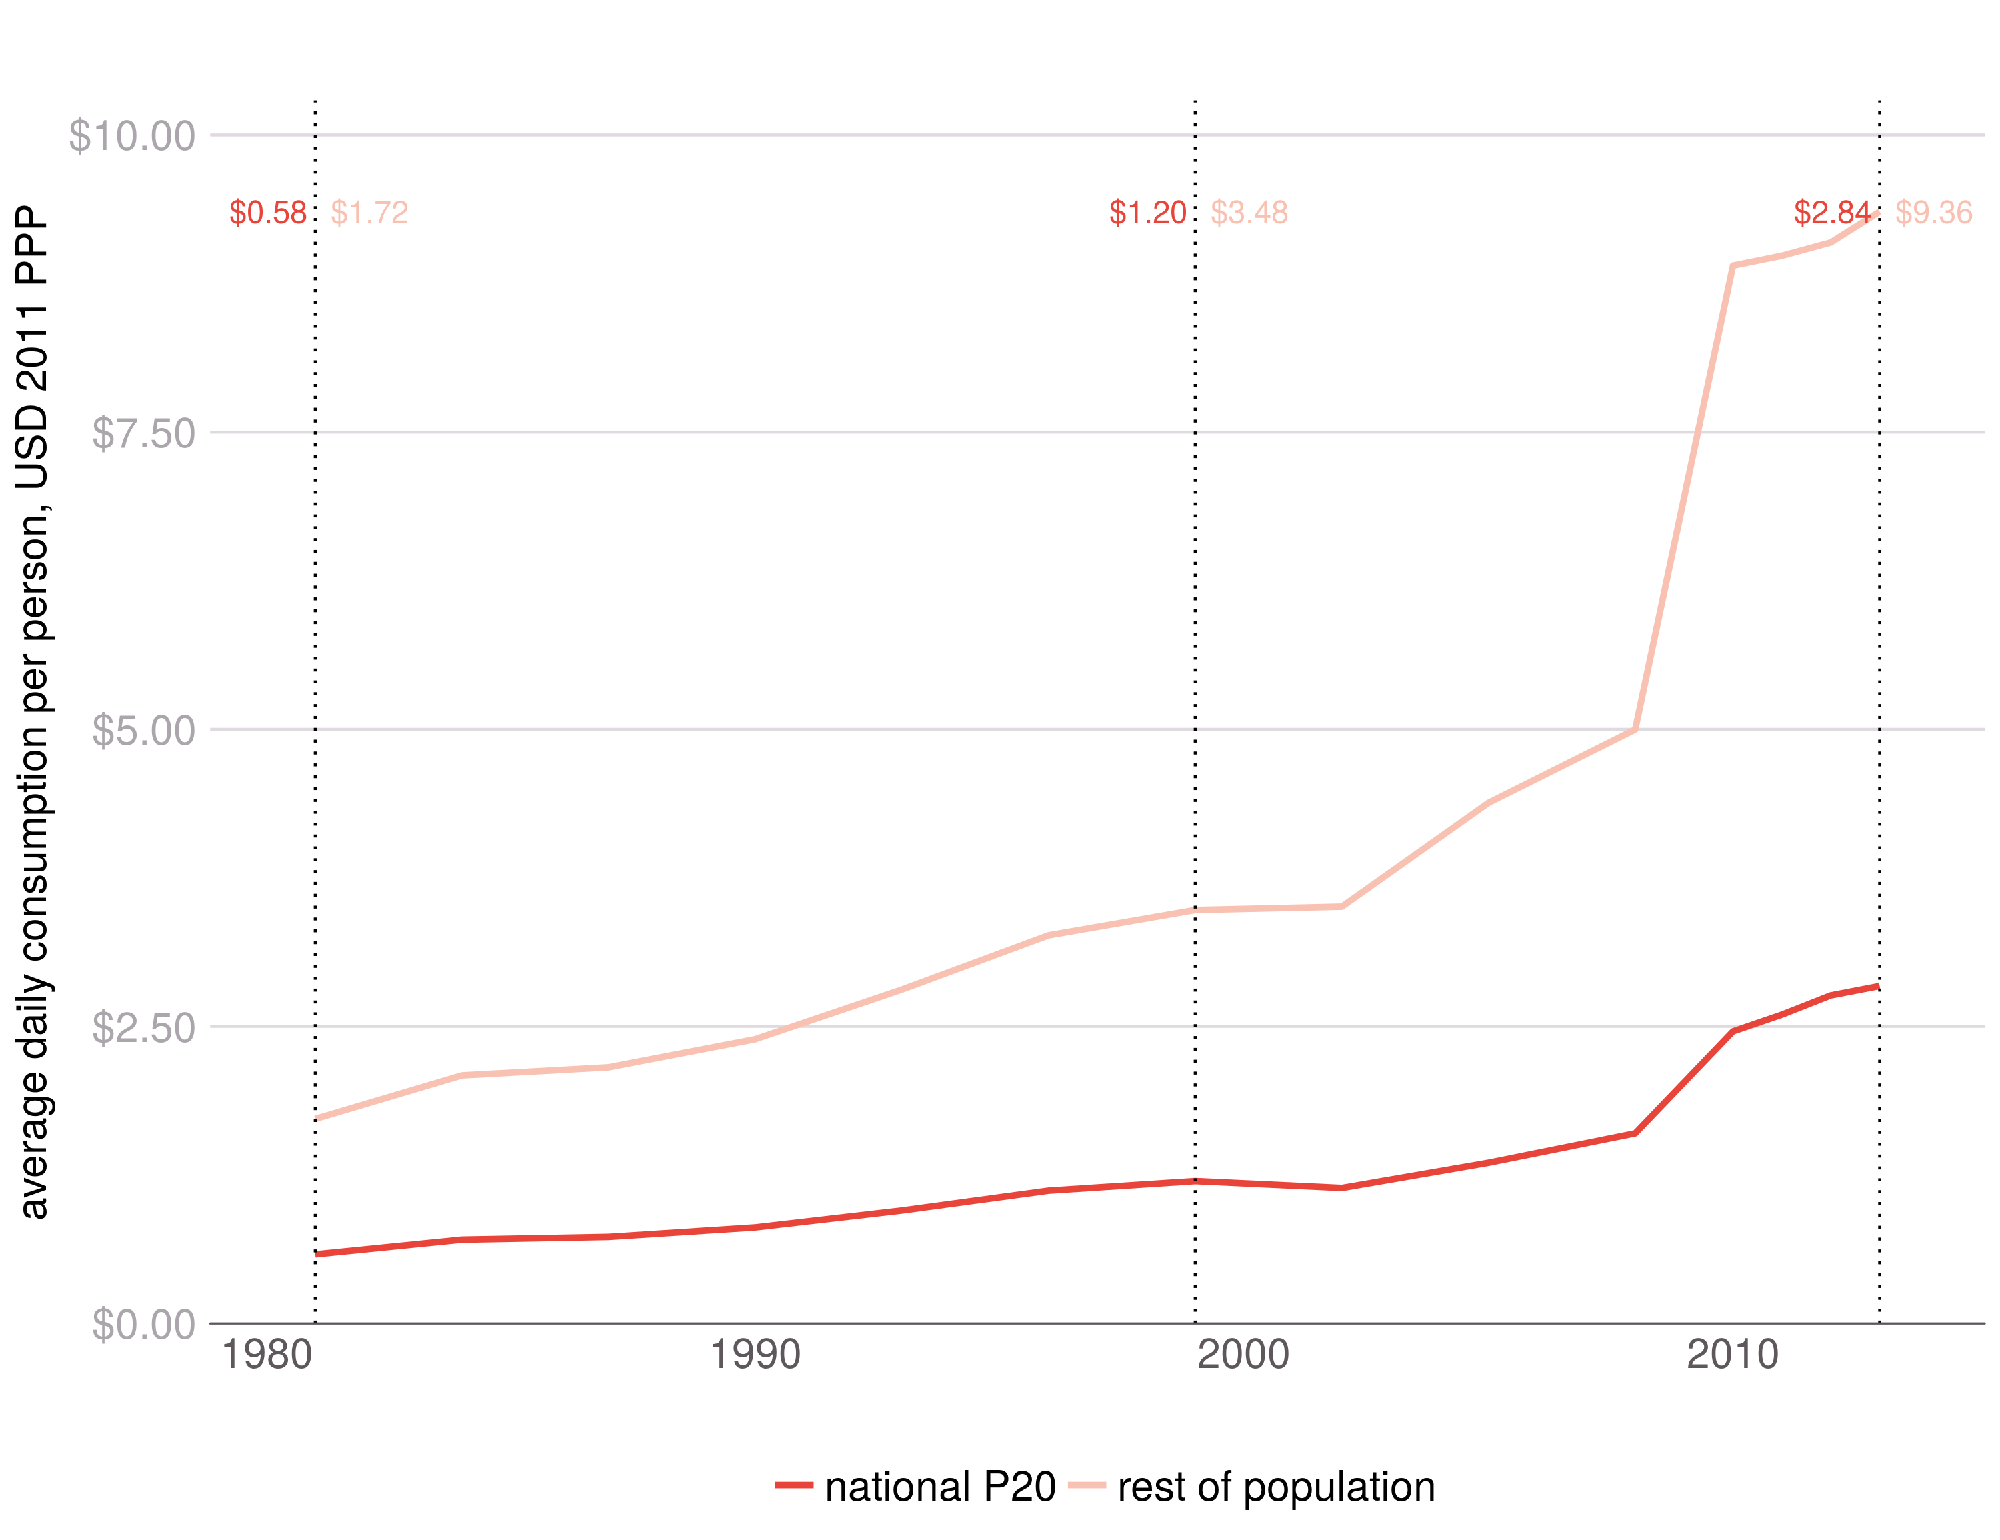 average daily consumption per person, USD 2011 PPP
$10.00
$0.58 $1.72 $1.20 $3.48 $2.84 $9.36
$7.50
$5.00
$2.50
$0.00
1980 1990 2000 2010
national P20 rest of population